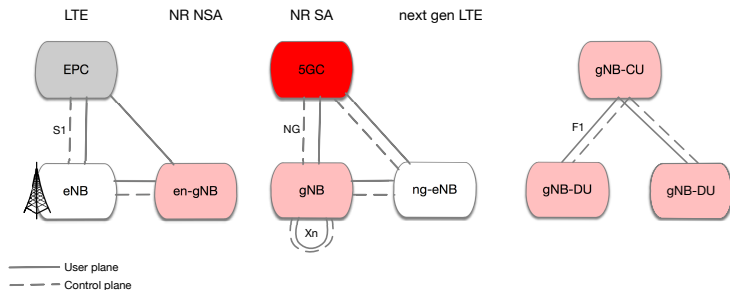 LTE NR NSA NR SA next gen LTE
EPC 5GC gNB-CU
S1 NG F1
eNB en-gNB gNB ng-eNB gNB-DU gNB-DU
Xn
User plane
Control plane